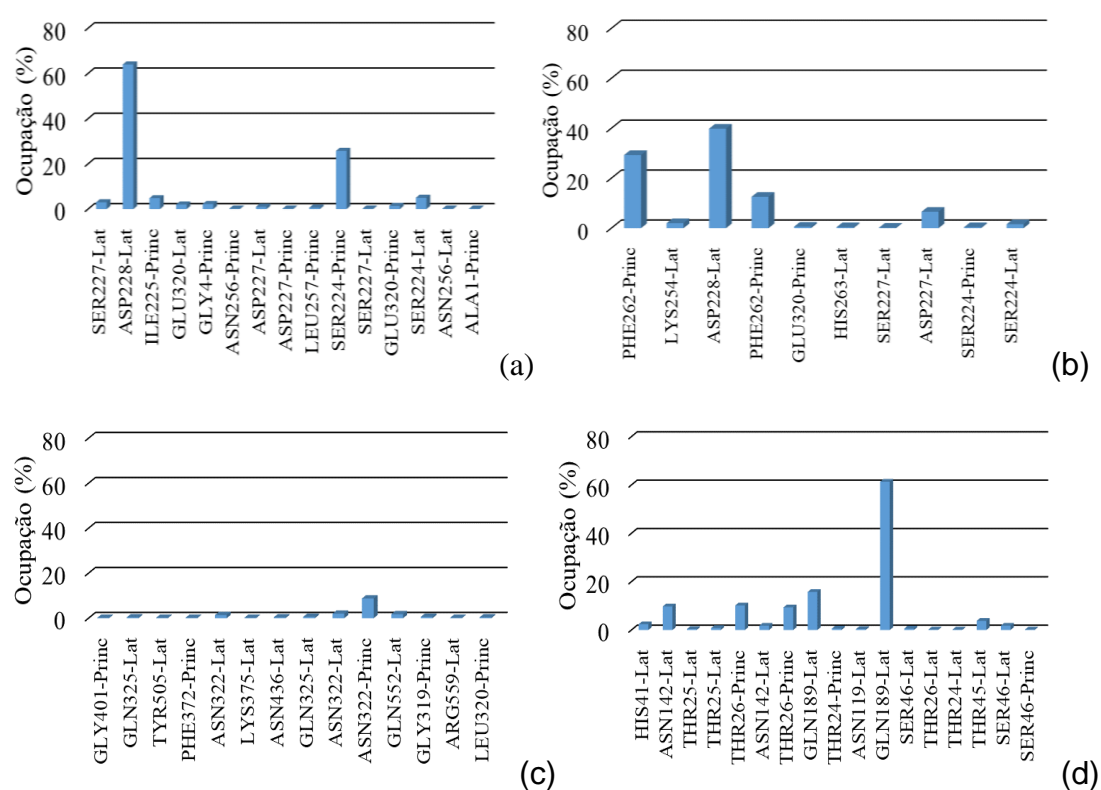 Ocupação (%)
80
60
40
20
0
SER227-Lat
ASP228-Lat
ILE225-Princ
GLU320-Lat
GLY4-Princ
ASN256-Princ
ASP227-Lat
ASP227-Princ
LEU257-Princ
SER224-Princ
SER227-Lat
GLU320-Princ
SER224-Lat
ASN256-Lat
ALA1-Princ
(a)
Ocupação (%)
80
60
40
20
0
PHE262-Princ
LYS254-Lat
ASP228-Lat
PHE262-Princ
GLU320-Princ
HIS263-Lat
SER227-Lat
ASP227-Lat
SER224-Princ
SER224-Lat
(b)
Ocupação (%)
80
60
40
20
0
GLY401-Princ
GLN325-Lat
TYR505-Lat
PHE372-Princ
ASN322-Lat
LYS375-Lat
ASN436-Lat
GLN325-Lat
ASN322-Lat
ASN322-Princ
GLN552-Lat
GLY319-Princ
ARG559-Lat
LEU320-Princ
(c)
Ocupação (%)
80
60
40
20
0
HIS41-Lat
ASN142-Lat
THR25-Lat
THR25-Lat
THR26-Princ
ASN142-Lat
THR26-Princ
GLN189-Lat
THR24-Princ
ASN119-Lat
GLN189-Lat
SER46-Lat
THR26-Lat
THR24-Lat
THR45-Lat
SER46-Lat
SER46-Princ
(d)